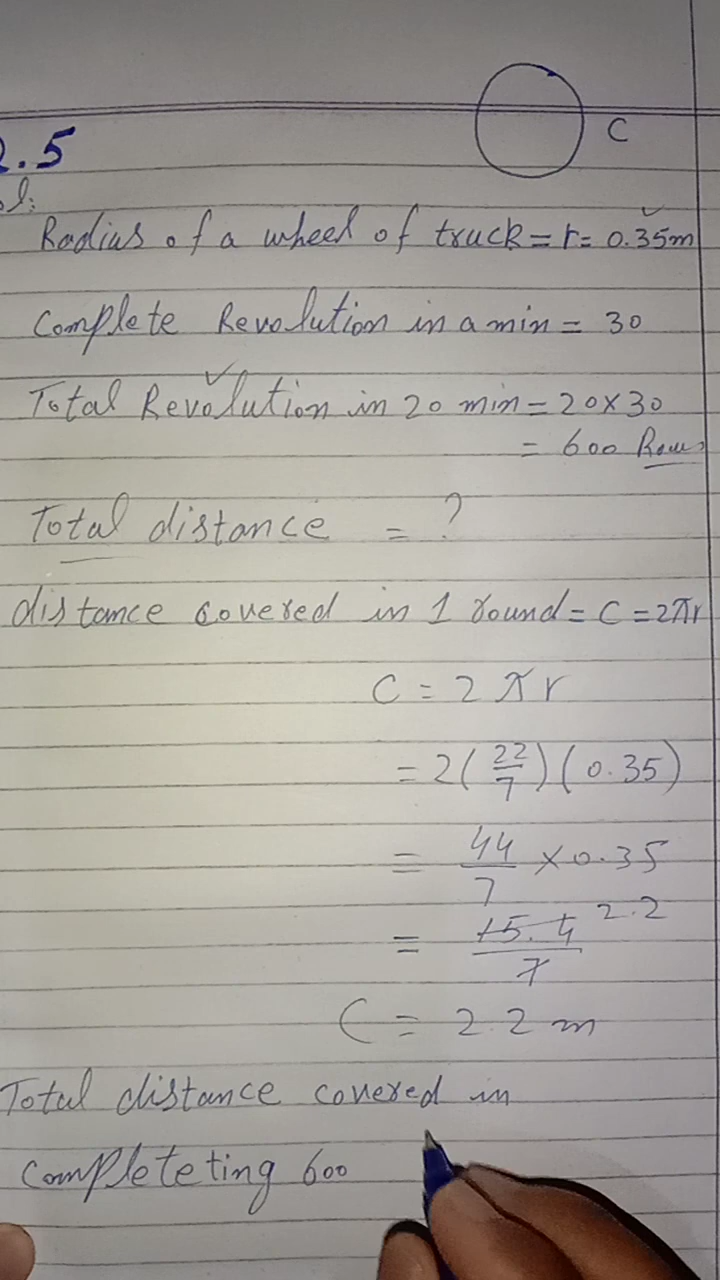 C
2.5
Radius of a wheel of truck = r = 0.35m
Complete Revolution in a min = 30
Total Revolution in 20 min = 20 x 30
= 600
Total distance = ?
distance covered in 1 round = C = 2πr
C = 2πr
= 2(22/7)(0.35)
= 44/7 x 0.35
= 15.4/7 2.2
C = 2.2 m
Total distance covered in
Completeting 600